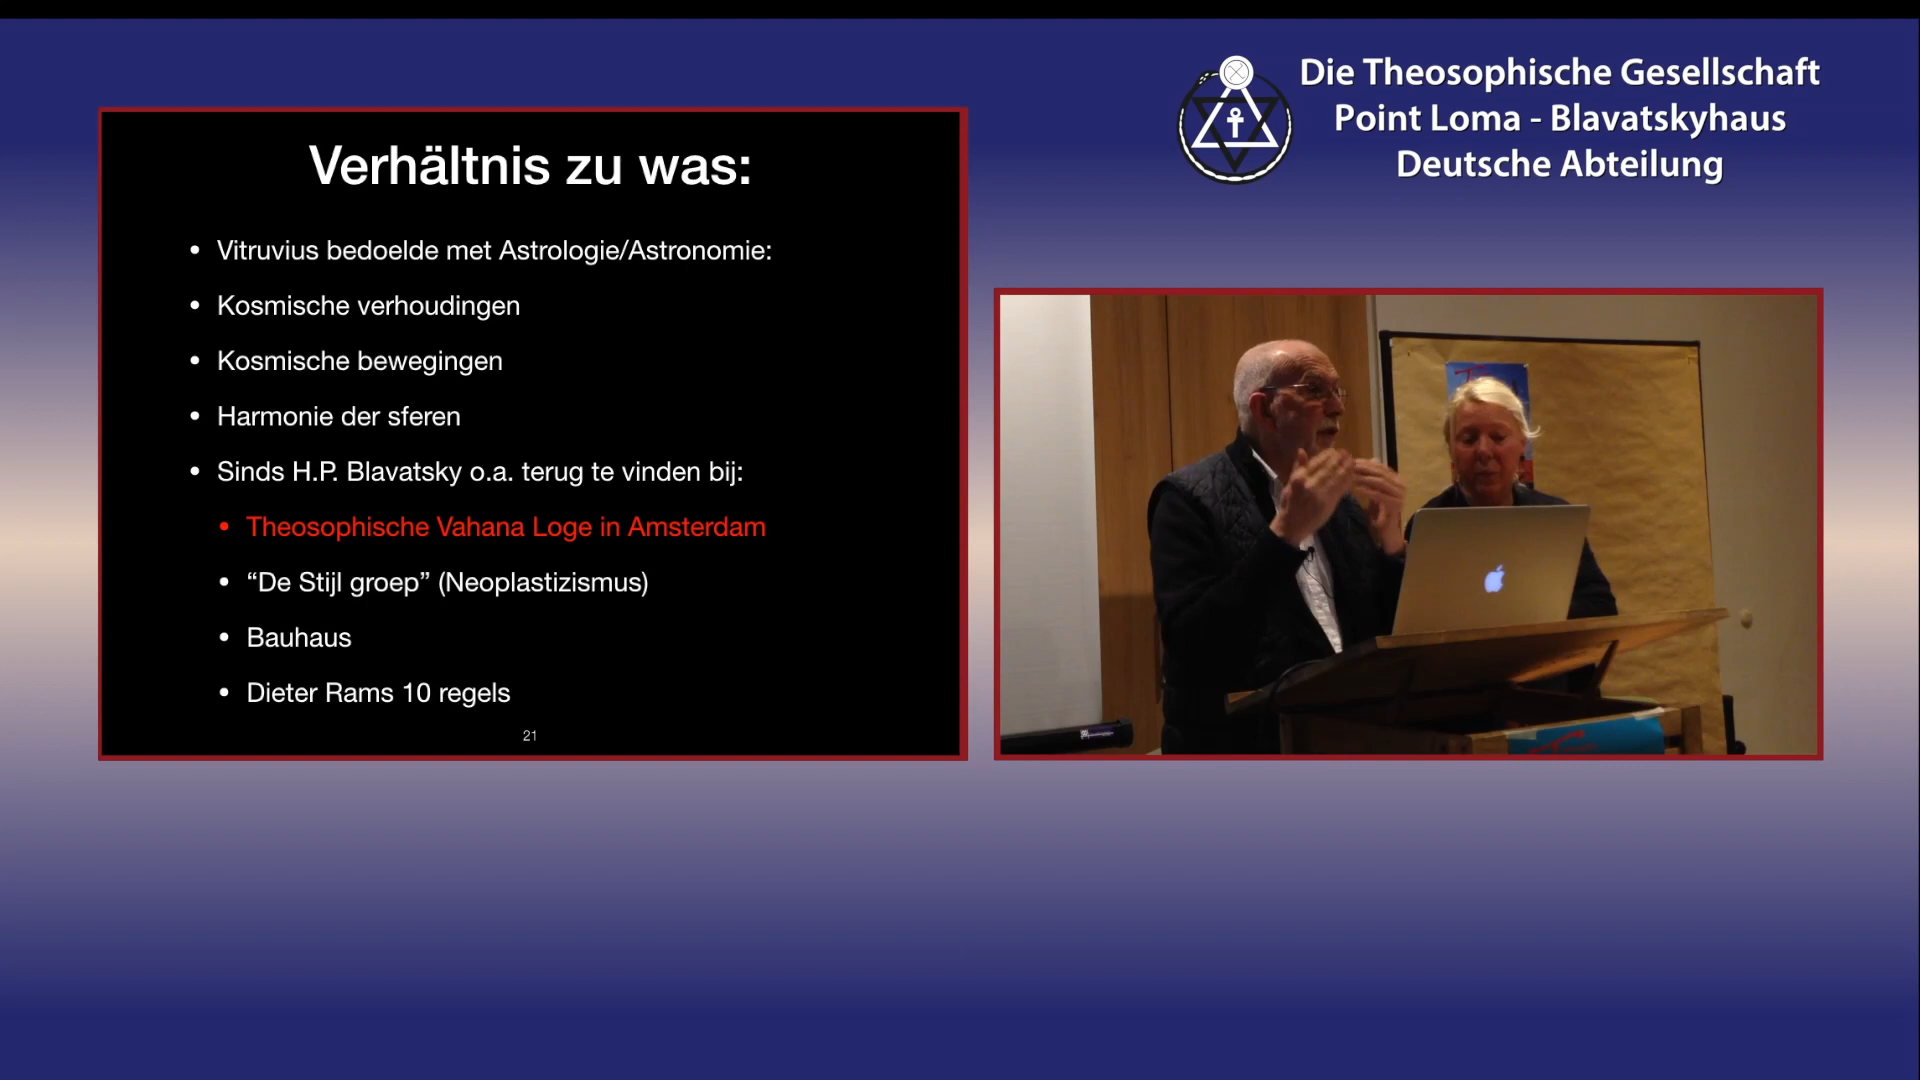 Die Theosophische Gesellschaft
Point Loma - Blavatskyhaus
Deutsche Abteilung
Verhältnis zu was:
• Vitruvius bedoelde met Astrologie/Astronomie:
• Kosmische verhoudingen
• Kosmische bewegingen
• Harmonie der sferen
• Sinds H.P. Blavatsky o.a. terug te vinden bij:
• Theosophische Vahana Loge in Amsterdam
• “De Stijl groep” (Neoplastizismus)
• Bauhaus
• Dieter Rams 10 regels
21